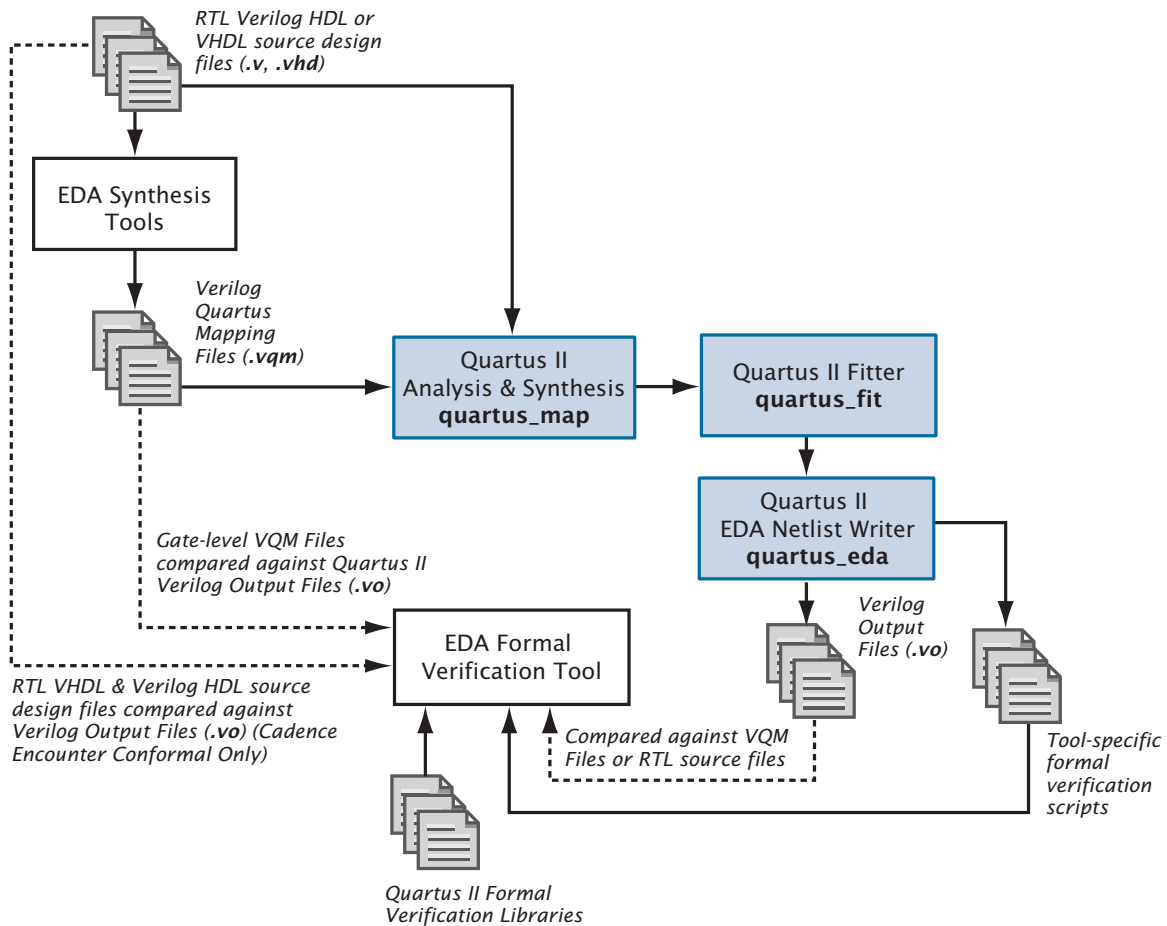 RTL Verilog HDL or
VHDL source design
files (.v, .vhd)
EDA Synthesis
Tools
Verilog
Quartus
Mapping
Files (.vqm)
Quartus II
Analysis & Synthesis
quartus_map
Quartus II Fitter
quartus_fit
Quartus II
EDA Netlist Writer
quartus_eda
Gate-level VQM Files
compared against Quartus II
Verilog Output Files (.vo)
Verilog
Output
Files (.vo)
EDA Formal
Verification Tool
RTL VHDL & Verilog HDL source
design files compared against
Verilog Output Files (.vo) (Cadence
Encounter Conformal Only)
Compared against VQM
Files or RTL source files
Tool-specific
formal
verification
scripts
Quartus II Formal
Verification Libraries